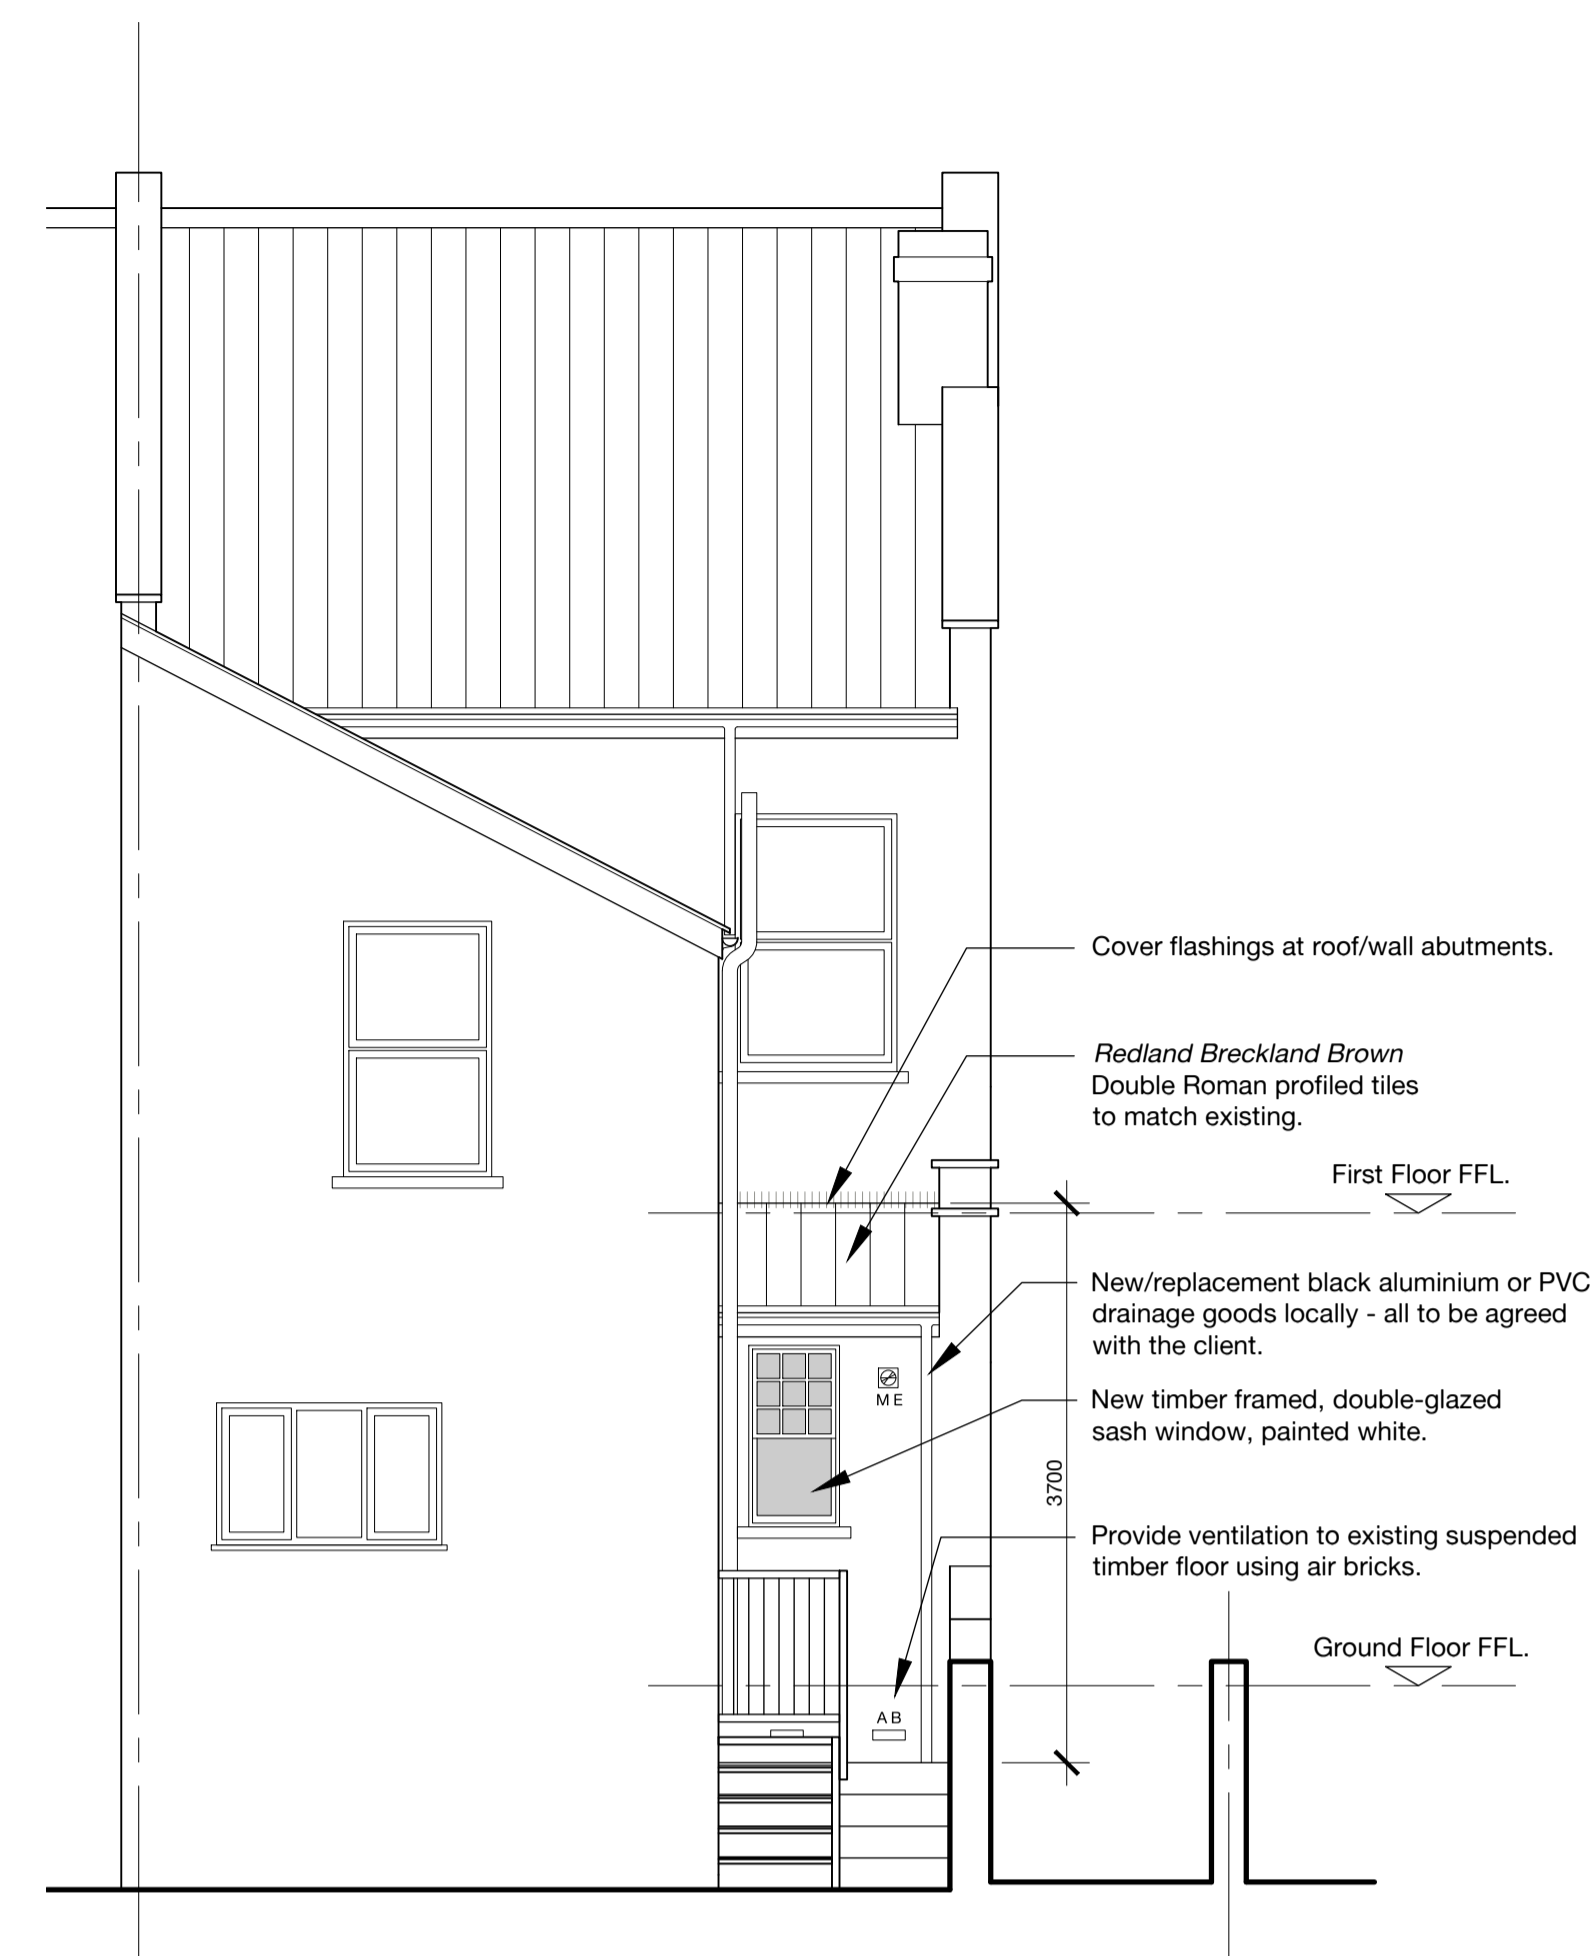 Cover flashings at roof/wall abutments.
Redland Breckland Brown
Double Roman profiled tiles
to match existing.
First Floor FFL.
New/replacement black aluminium or PVC
drainage goods locally - all to be agreed
with the client.
ME
New timber framed, double-glazed
sash window, painted white.
3700
Provide ventilation to existing suspended
timber floor using air bricks.
Ground Floor FFL.
AB